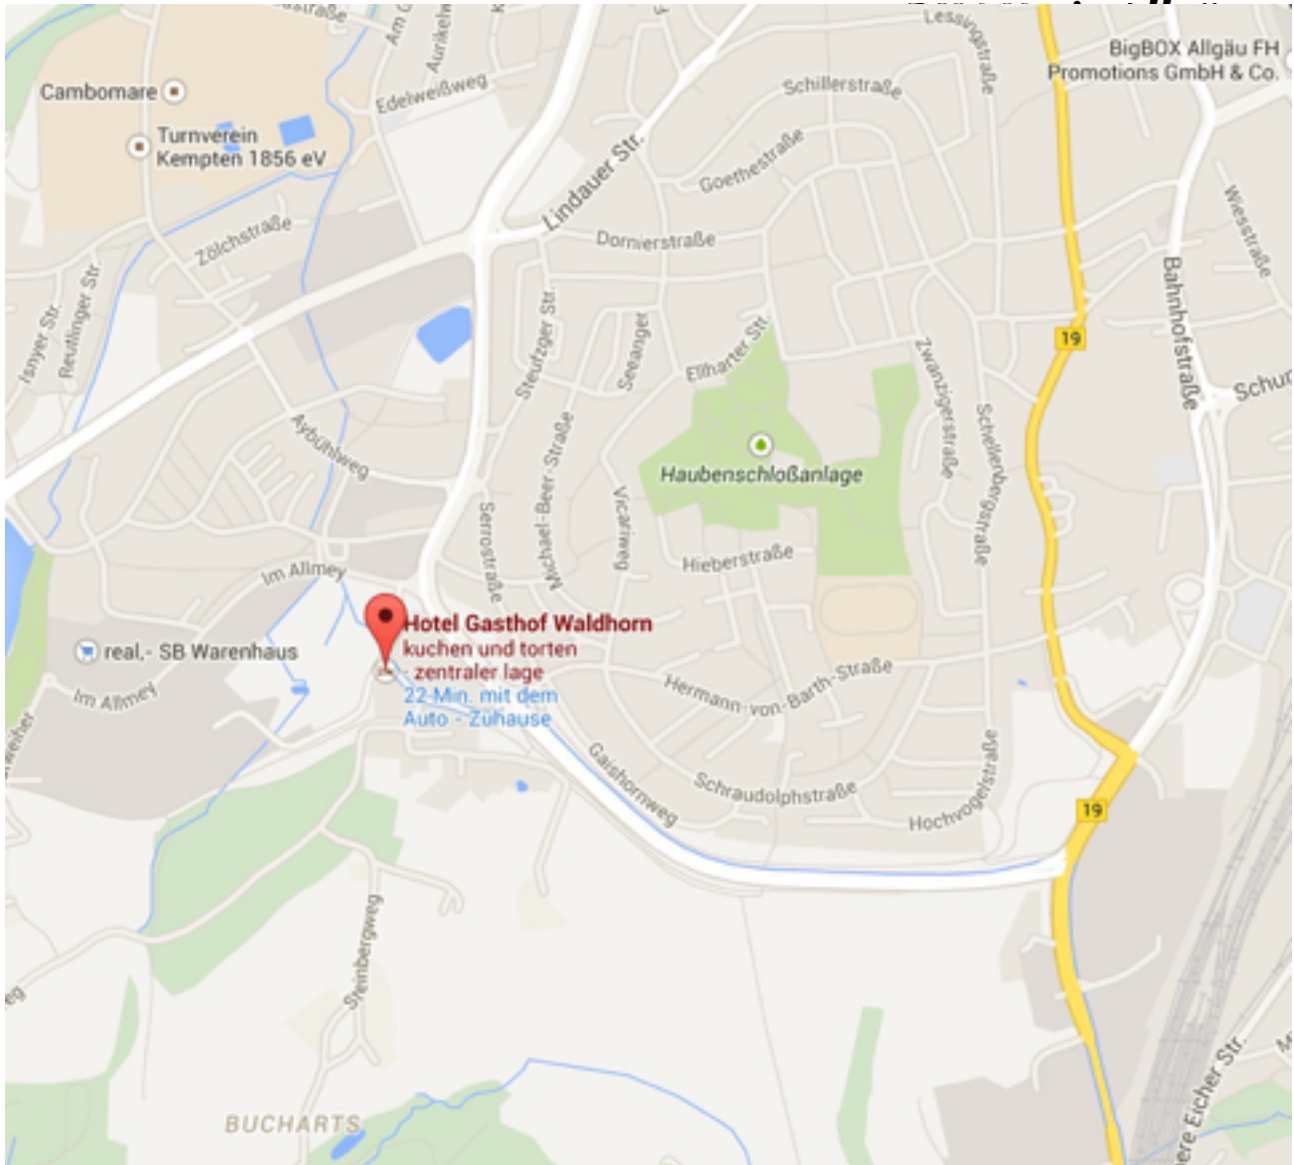 Lessingstraße
BigBOX Allgäu FH
Promotions GmbH & Co.
Cambomare
Edelweißweg
Schillerstraße
Turnverein
Kempten 1856 eV
Lindauer Str.
Goethestraße
Zölchstraße
Dornierstraße
Wiesstraße
Isnyer Str.
Reutlinger Str.
Steufzger Str.
Seeanger
Ellharter Str.
19
Bahnhofstraße
Zwanzigerstraße
Aybühlweg
Michael-Beer-Straße
Haubenschloßanlage
Schellenbergstraße
Serrostraße
Vicariweg
Hieberstraße
Im Allmey
Hotel Gasthof Waldhorn
kuchen und torten
- zentraler lage
22 Min. mit dem
Auto - Zuhause
real,- SB Warenhaus
Im Allmey
Hermann-von-Barth-Straße
Gaishornweg
Schraudolphstraße
Hochvogelstraße
19
Steinbergweg
BUCHARTS
Eicher Str.